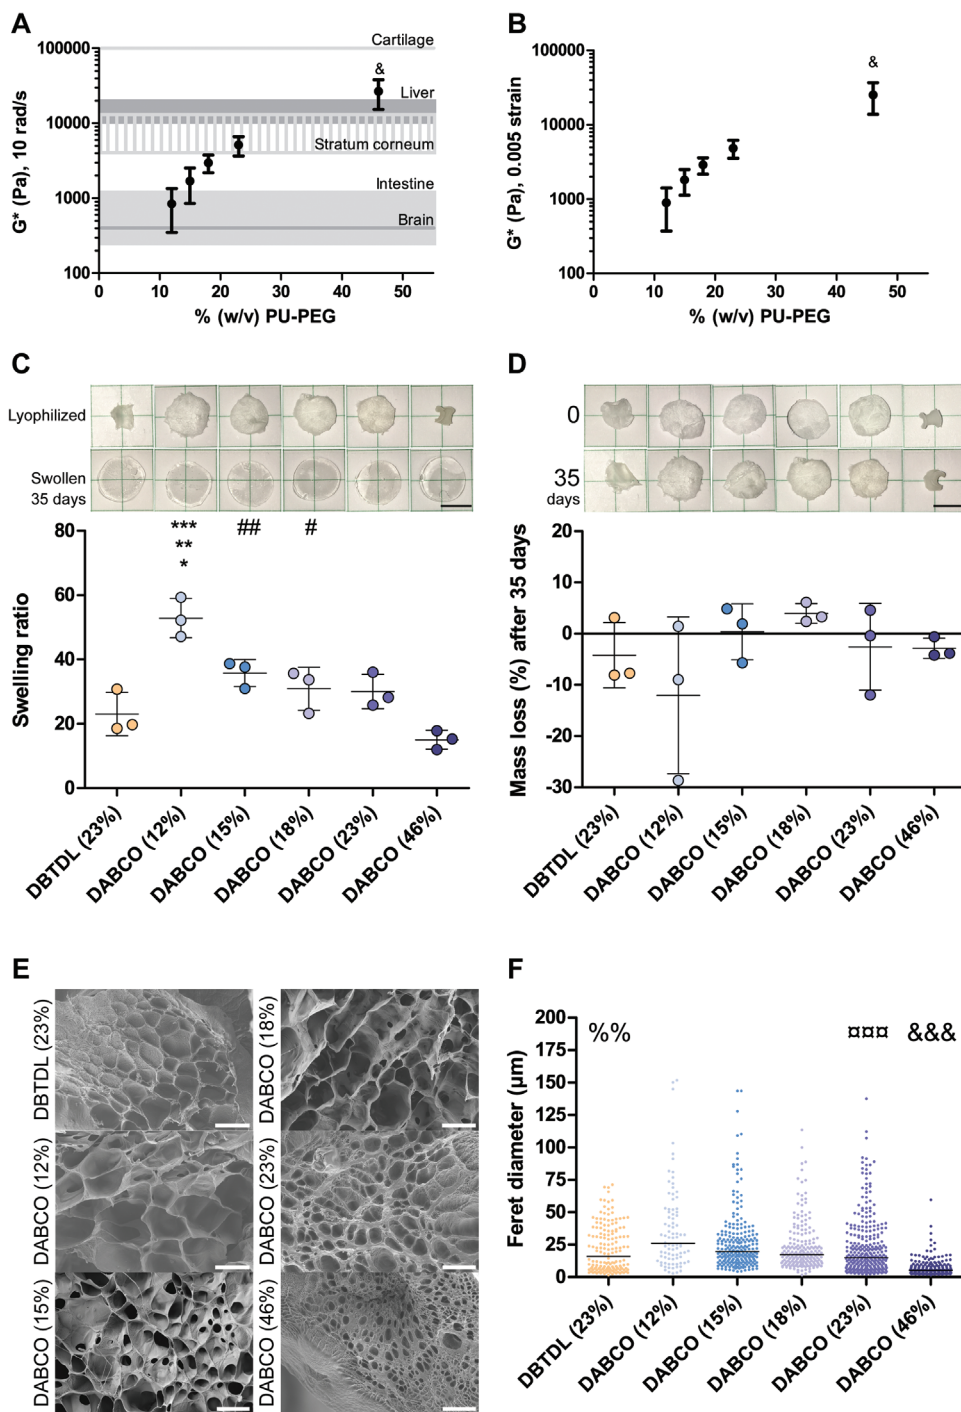 A
G* (Pa), 10 rad/s
100000
10000
1000
100
Cartilage
&
Liver
Stratum corneum
Intestine
Brain
0 10 20 30 40 50
% (w/v) PU-PEG
B
G* (Pa), 0.005 strain
100000
10000
1000
100
&
0 10 20 30 40 50
% (w/v) PU-PEG
C
Lyophilized
Swollen
35 days
Swelling ratio
80
60
40
20
0
***
**
*
##
#
DBTDL (23%)
DABCO (12%)
DABCO (15%)
DABCO (18%)
DABCO (23%)
DABCO (46%)
D
0
35
days
Mass loss (%) after 35 days
20
10
0
-10
-20
-30
DBTDL (23%)
DABCO (12%)
DABCO (15%)
DABCO (18%)
DABCO (23%)
DABCO (46%)
E
DBTDL (23%)
DABCO (18%)
DABCO (12%)
DABCO (23%)
DABCO (15%)
DABCO (46%)
F
Feret diameter (µm)
200
175
150
125
100
75
50
25
0
%% ¤¤¤ &&&
DBTDL (23%)
DABCO (12%)
DABCO (15%)
DABCO (18%)
DABCO (23%)
DABCO (46%)